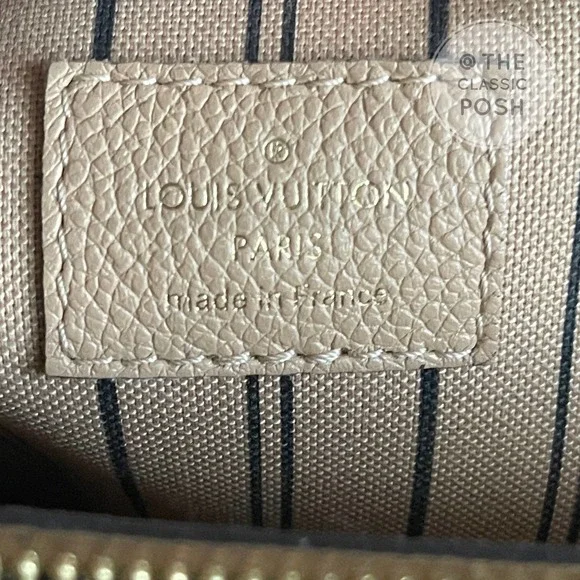 @ THE
CLASSIC
POSH
®
LOUIS VUITTON
PARIS
made in France